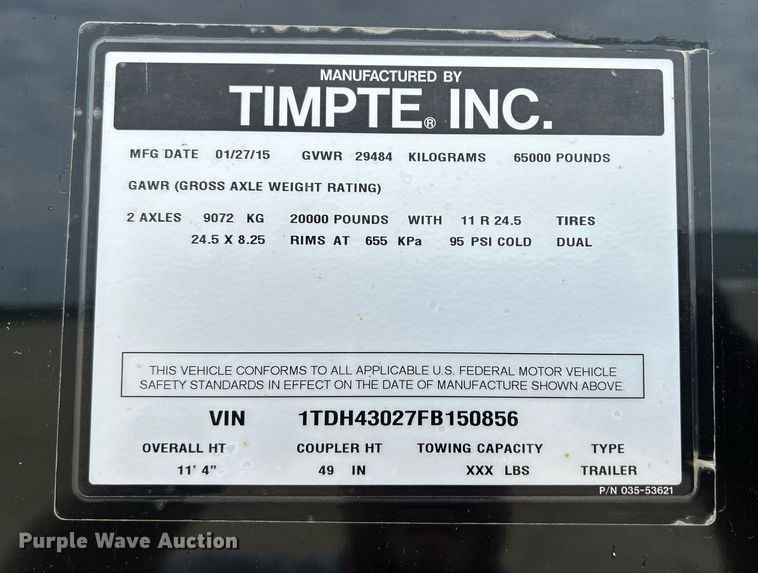 MANUFACTURED BY
TIMPTE® INC.
MFG DATE 01/27/15 GVWR 29484 KILOGRAMS 65000 POUNDS
GAWR (GROSS AXLE WEIGHT RATING)
2 AXLES 9072 KG 20000 POUNDS WITH 11 R 24.5 TIRES
24.5 X 8.25 RIMS AT 655 KPa 95 PSI COLD DUAL
THIS VEHICLE CONFORMS TO ALL APPLICABLE U.S. FEDERAL MOTOR VEHICLE
SAFETY STANDARDS IN EFFECT ON THE DATE OF MANUFACTURE SHOWN ABOVE.
VIN 1TDH43027FB150856
OVERALL HT COUPLER HT TOWING CAPACITY TYPE
11' 4" 49 IN XXX LBS TRAILER
P/N 035-53621
Purple Wave Auction